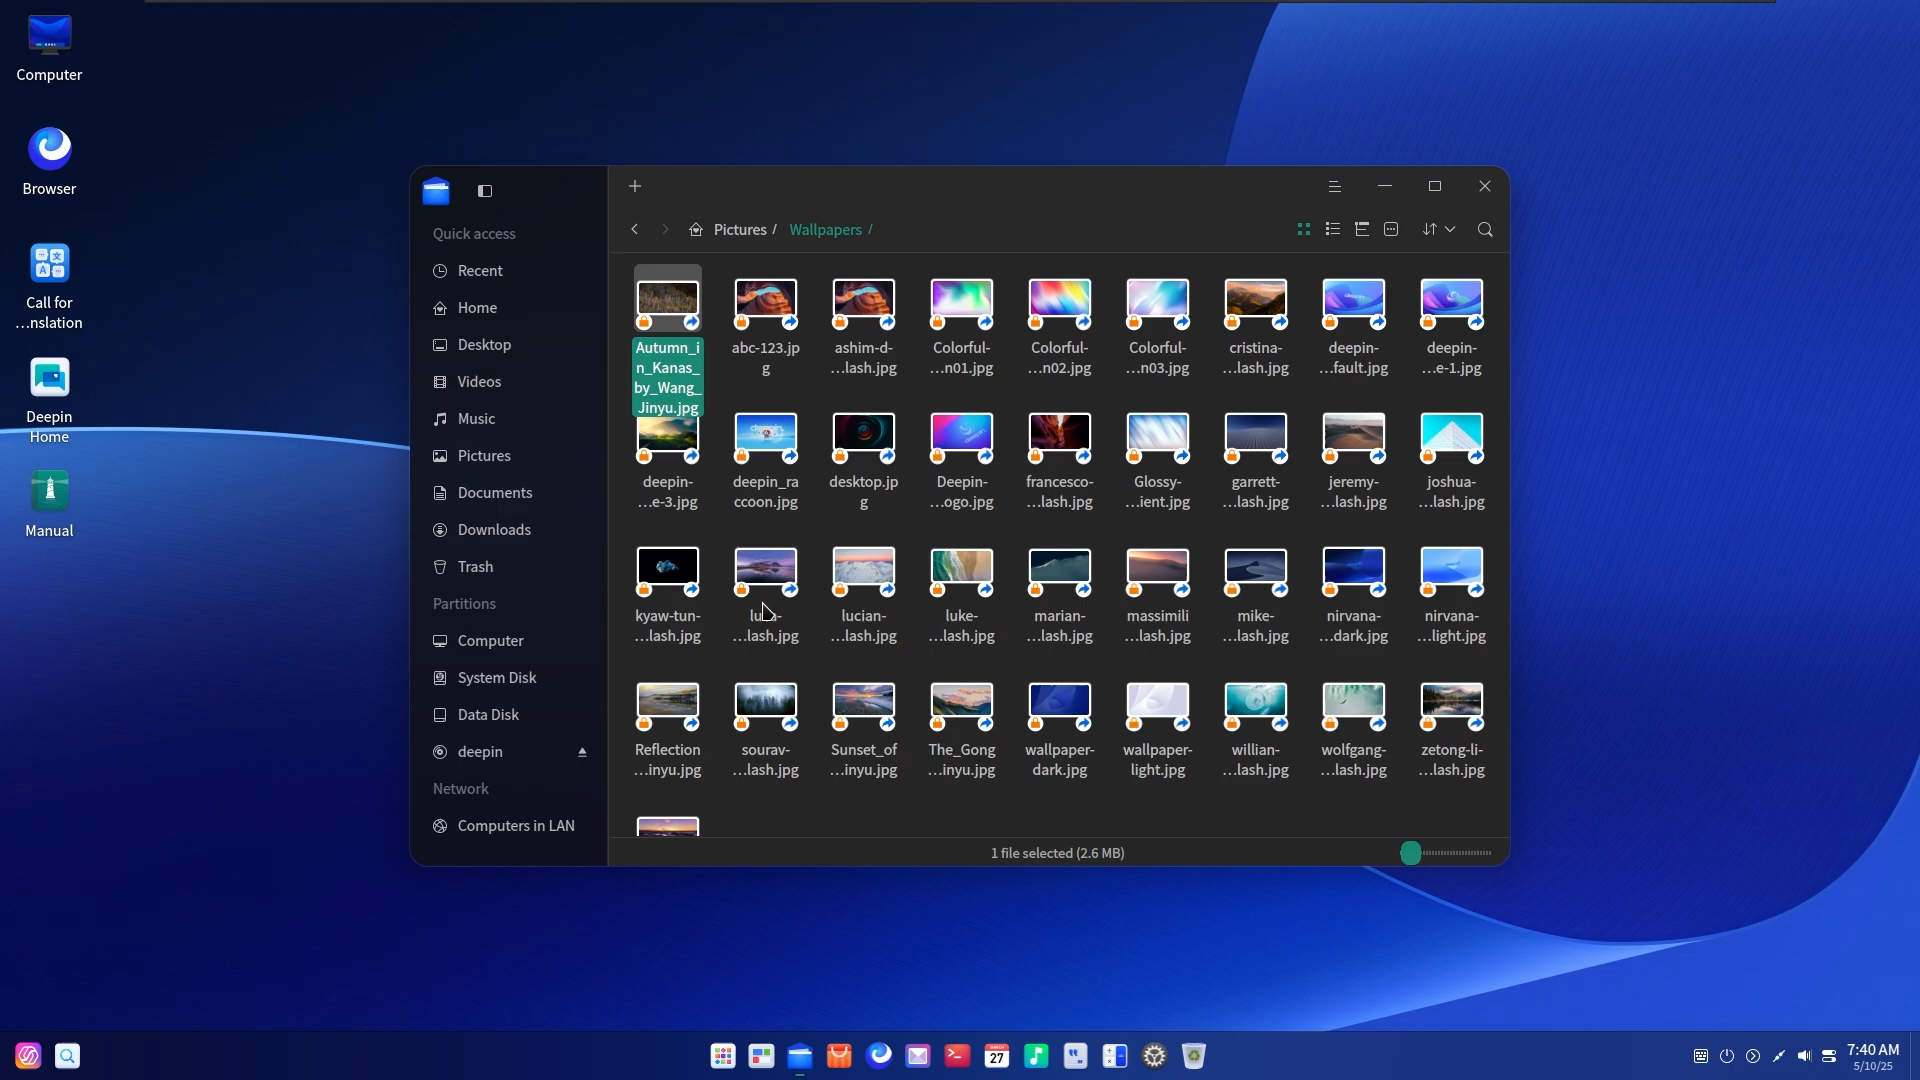 Computer
Browser
Call for
...nslation
Deepin
Home
Manual
Quick access
Recent
Home
Desktop
Videos
Music
Pictures
Documents
Downloads
Trash
Partitions
Computer
System Disk
Data Disk
deepin
Network
Computers in LAN
Pictures / Wallpapers /
Autumn_i
n_Kanas_
by_Wang_
Jinyu.jpg
abc-123.jp
g
ashim-d-
...lash.jpg
Colorful-
...n01.jpg
Colorful-
...n02.jpg
Colorful-
...n03.jpg
cristina-
...lash.jpg
deepin-
...fault.jpg
deepin-
...e-1.jpg
deepin-
...e-3.jpg
deepin_ra
ccoon.jpg
desktop.jp
g
Deepin-
...ogo.jpg
francesco-
...lash.jpg
Glossy-
...ient.jpg
garrett-
...lash.jpg
jeremy-
...lash.jpg
joshua-
...lash.jpg
kyaw-tun-
...lash.jpg
...lash.jpg
lucian-
...lash.jpg
luke-
...lash.jpg
marian-
...lash.jpg
massimili
...lash.jpg
mike-
...lash.jpg
nirvana-
...dark.jpg
nirvana-
...light.jpg
Reflection
...inyu.jpg
sourav-
...lash.jpg
Sunset_of
...inyu.jpg
The_Gong
...inyu.jpg
wallpaper-
dark.jpg
wallpaper-
light.jpg
willian-
...lash.jpg
wolfgang-
...lash.jpg
zetong-li-
...lash.jpg
1 file selected (2.6 MB)
27
7:40 AM
5/10/25